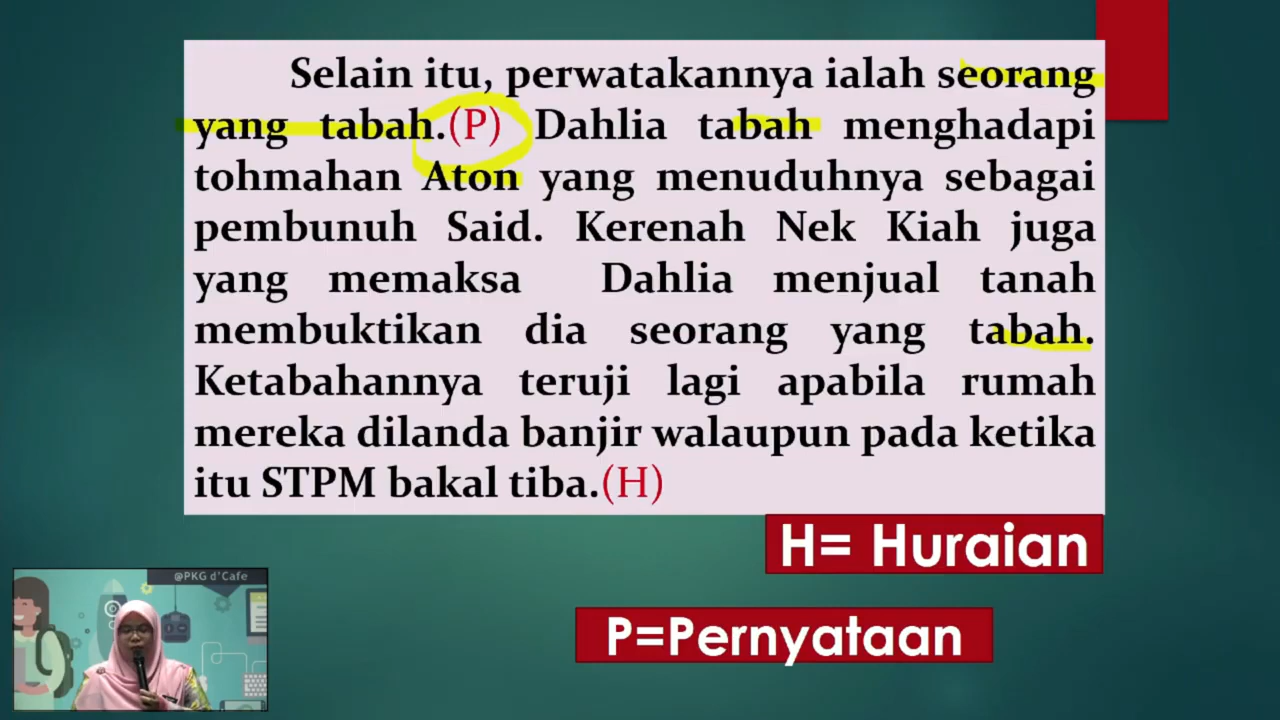 Selain itu, perwatakannya ialah seorang
yang tabah.(P) Dahlia tabah menghadapi
tohmahan Aton yang menuduhnya sebagai
pembunuh Said. Kerenah Nek Kiah juga
yang memaksa Dahlia menjual tanah
membuktikan dia seorang yang tabah.
Ketabahannya teruji lagi apabila rumah
mereka dilanda banjir walaupun pada ketika
itu STPM bakal tiba.(H)
H= Huraian
P=Pernyataan
@PKG d'Cafe